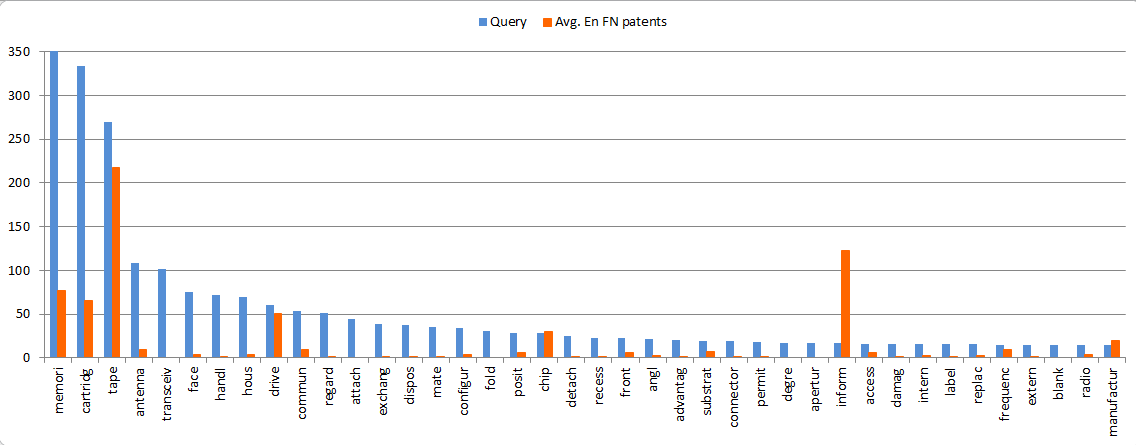 Query Avg. En FN patents
350
300
250
200
150
100
50
0
memori
cartridg
tape
antenna
transceiv
face
handl
hous
drive
commun
regard
attach
exchang
dispos
mate
configur
fold
posit
chip
detach
recess
front
angl
advantag
substrat
connector
permit
degre
apertur
inform
access
damag
intern
label
replac
frequenc
extern
blank
radio
manufactur